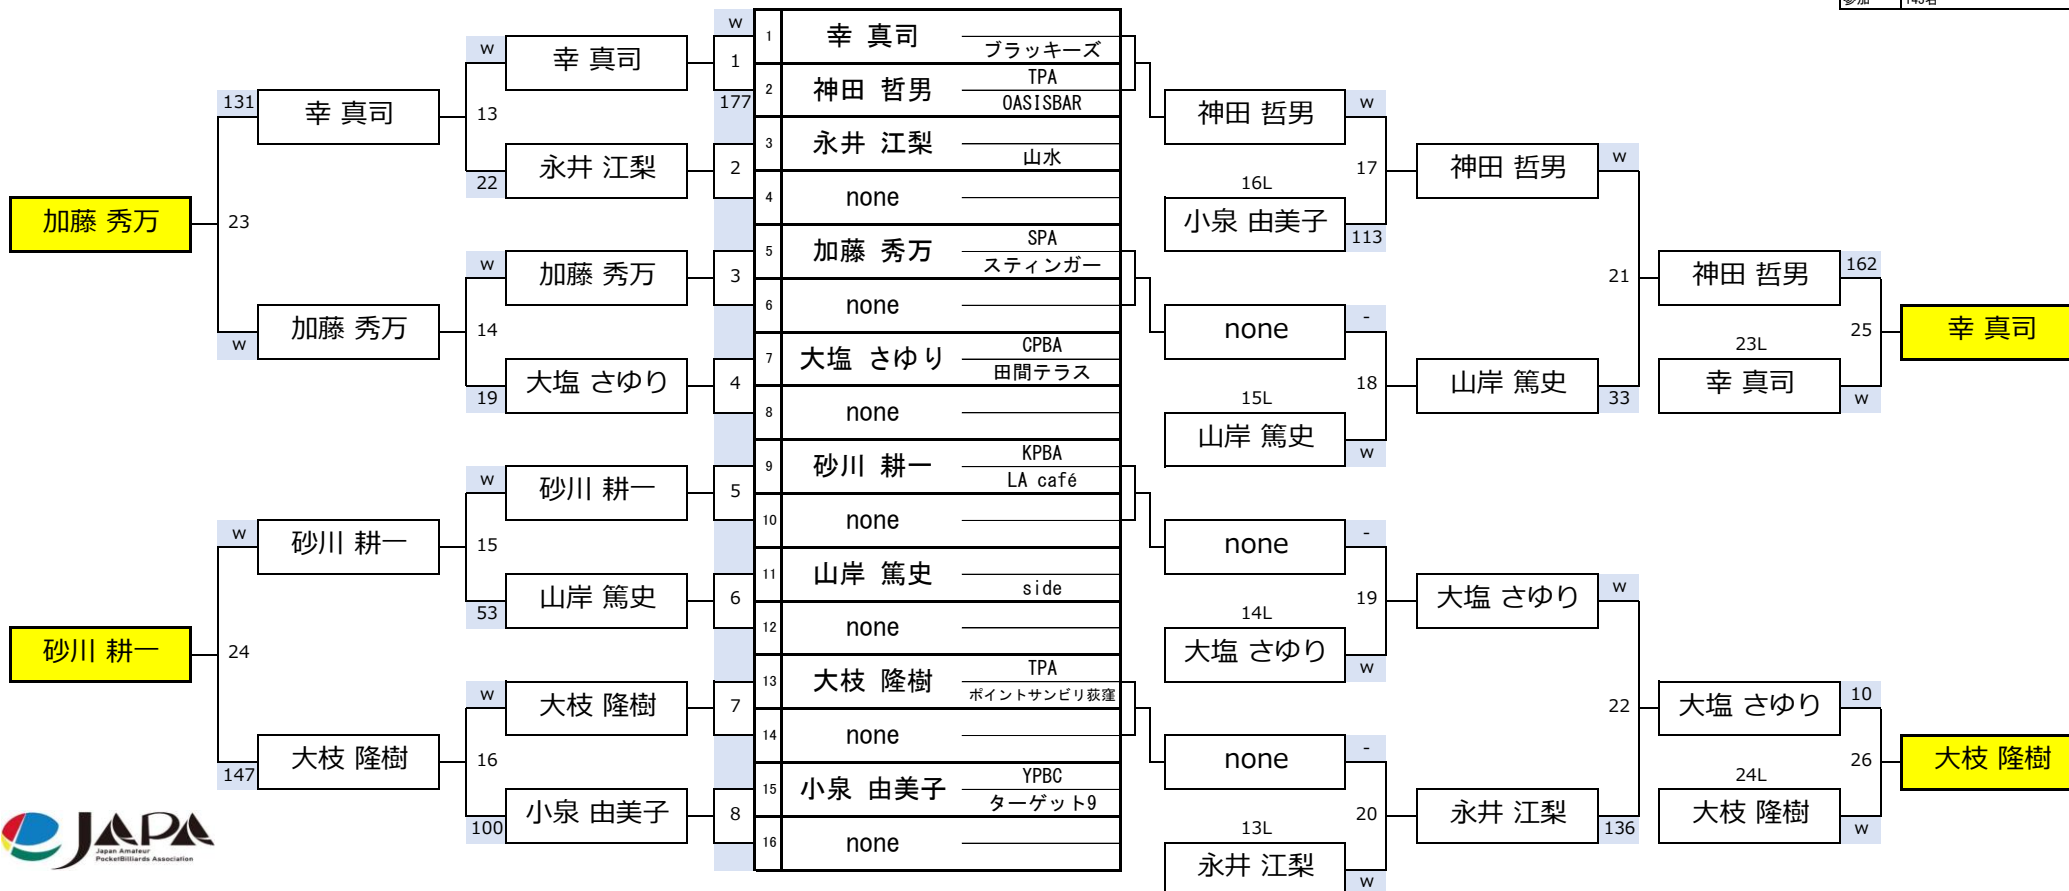 参加 143名
加藤 秀万
砂川 耕一
23
24
131
幸 真司
加藤 秀万
w
w
砂川 耕一
大枝 隆樹
147
13
14
15
16
w
幸 真司
22
永井 江梨
w
加藤 秀万
19
大塩 さゆり
w
砂川 耕一
53
山岸 篤史
w
大枝 隆樹
100
小泉 由美子
w
1
177
2
3
4
5
6
7
8
1 幸 真司 ブラッキーズ
2 神田 哲男 TPA OASISBAR
3 永井 江梨 山水
4 none
5 加藤 秀万 SPA スティンガー
6 none
7 大塩 さゆり CPBA 田間テラス
8 none
9 砂川 耕一 KPBA LA café
10 none
11 山岸 篤史 side
12 none
13 大枝 隆樹 TPA ポイントサンビリ荻窪
14 none
15 小泉 由美子 YPBC ターゲット9
16 none
神田 哲男 w
17
16L
小泉 由美子 113
none -
18
15L
山岸 篤史 w
none -
19
14L
大塩 さゆり w
none -
20
13L
永井 江梨 w
神田 哲男 w
21
山岸 篤史 33
大塩 さゆり w
22
永井 江梨 136
神田 哲男 162
25
23L
幸 真司 w
大塩 さゆり 10
26
24L
大枝 隆樹 w
幸 真司
大枝 隆樹
JAPA
Japan Amateur
PocketBilliards Association